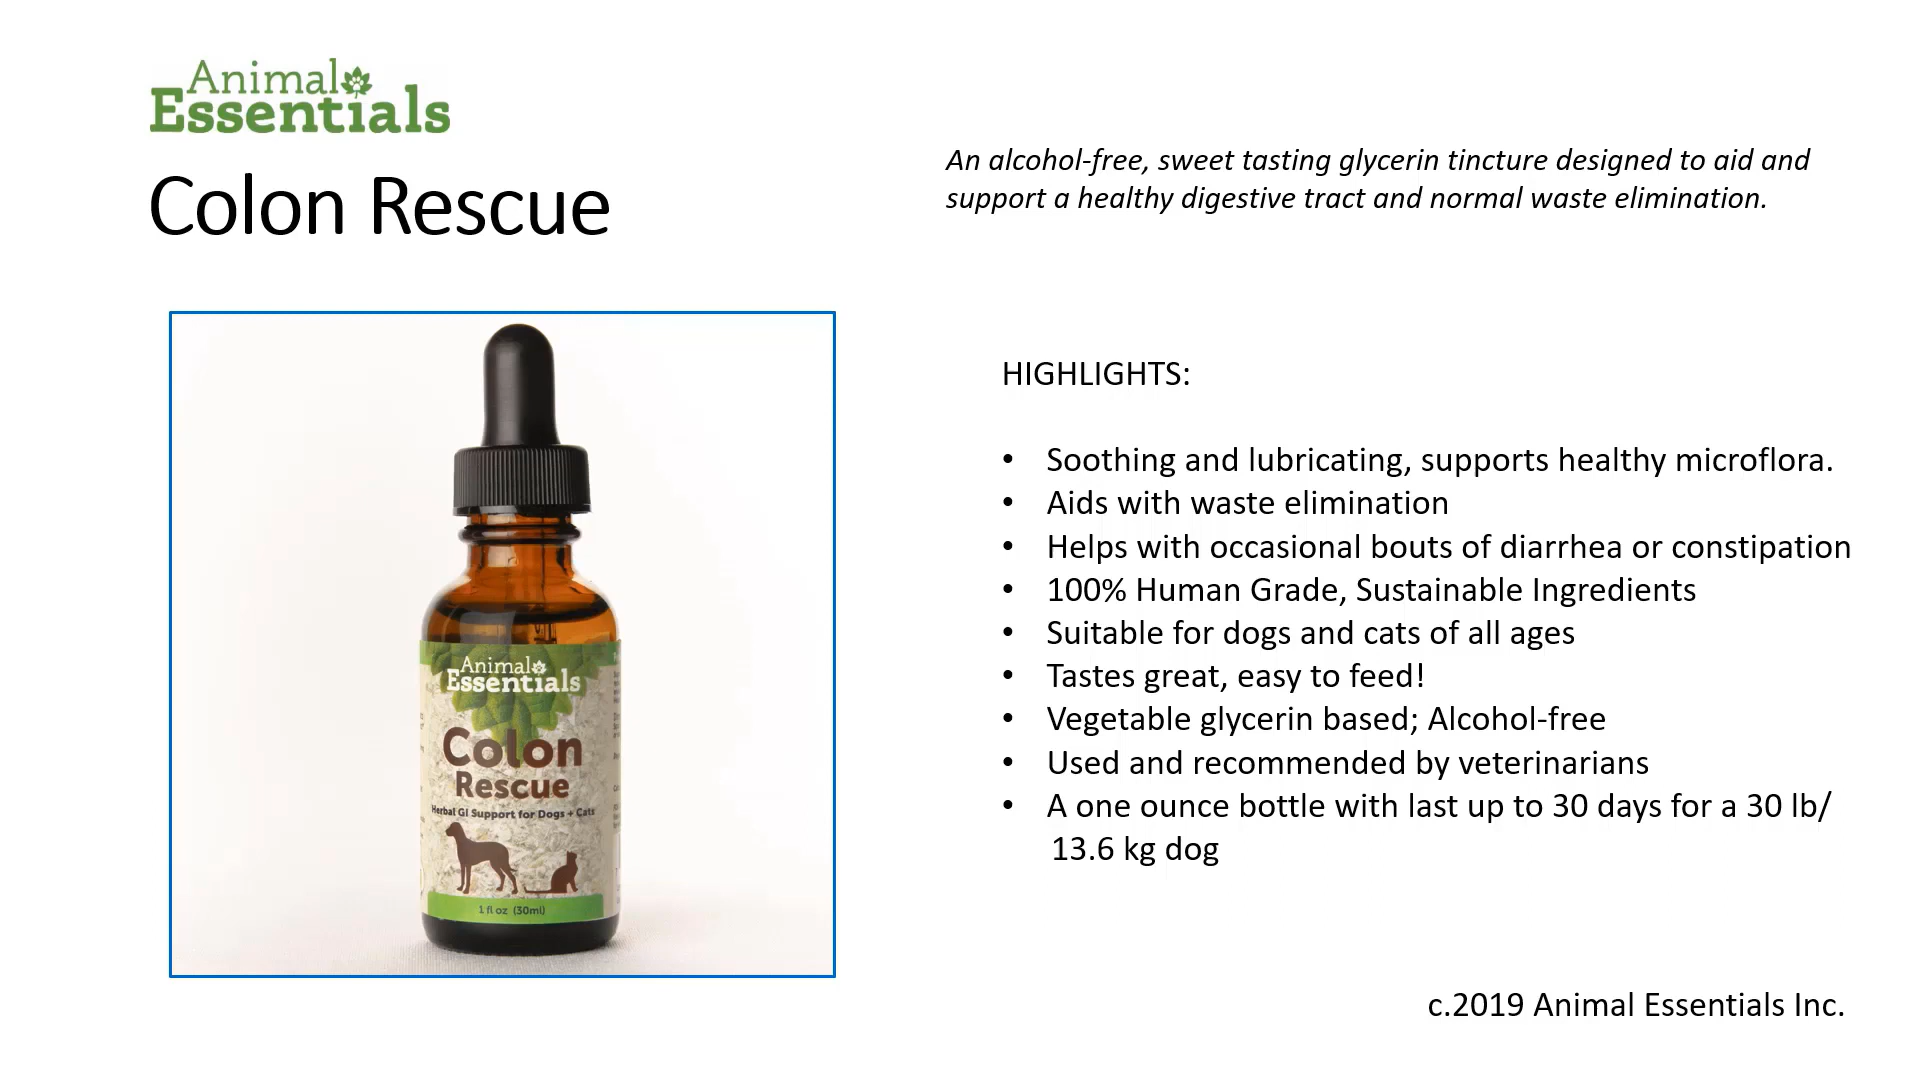 Animal
Essentials
Colon Rescue
An alcohol-free, sweet tasting glycerin tincture designed to aid and
support a healthy digestive tract and normal waste elimination.
HIGHLIGHTS:
• Soothing and lubricating, supports healthy microflora.
• Aids with waste elimination
• Helps with occasional bouts of diarrhea or constipation
• 100% Human Grade, Sustainable Ingredients
• Suitable for dogs and cats of all ages
• Tastes great, easy to feed!
• Vegetable glycerin based; Alcohol-free
• Used and recommended by veterinarians
• A one ounce bottle with last up to 30 days for a 30 lb/
13.6 kg dog
Animal
Essentials
Colon
Rescue
Herbal GI Support for Dogs + Cats
1 fl oz (30ml)
c.2019 Animal Essentials Inc.